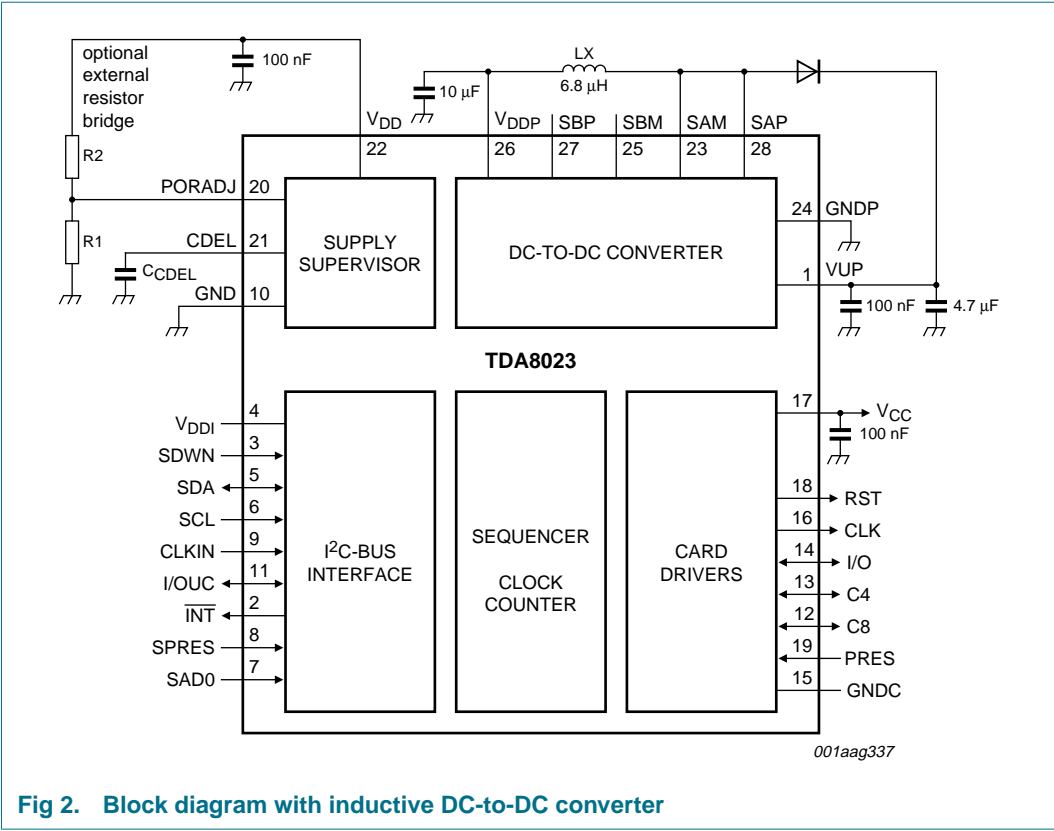 optional
external
resistor
bridge
100 nF
10 μF
LX
6.8 μH
VDD
VDDP
SBP
SBM
SAM
SAP
22
26
27
25
23
28
R2
PORADJ
20
R1
CDEL
21
CCDEL
GND
10
SUPPLY
SUPERVISOR
DC-TO-DC CONVERTER
24
GNDP
1
VUP
100 nF
4.7 μF
TDA8023
VDDI
4
SDWN
3
SDA
5
SCL
6
CLKIN
9
I/OUC
11
INT
2
SPRES
8
SAD0
7
I2C-BUS
INTERFACE
SEQUENCER
CLOCK
COUNTER
CARD
DRIVERS
17
VCC
100 nF
18
RST
16
CLK
14
I/O
13
C4
12
C8
19
PRES
15
GNDC
001aag337
Fig 2. Block diagram with inductive DC-to-DC converter